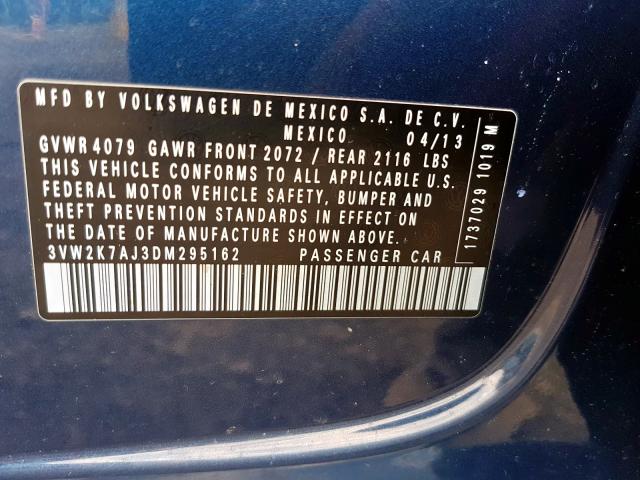 MFD BY VOLKSWAGEN DE MEXICO S.A. DE C.V.
MEXICO 04/13
GVWR 4079 GAWR FRONT 2072 / REAR 2116 LBS
THIS VEHICLE CONFORMS TO ALL APPLICABLE U.S.
FEDERAL MOTOR VEHICLE SAFETY, BUMPER AND
THEFT PREVENTION STANDARDS IN EFFECT ON
THE DATE OF MANUFACTURE SHOWN ABOVE.
3VW2K7AJ3DM295162 PASSENGER CAR
1737029 1019 M